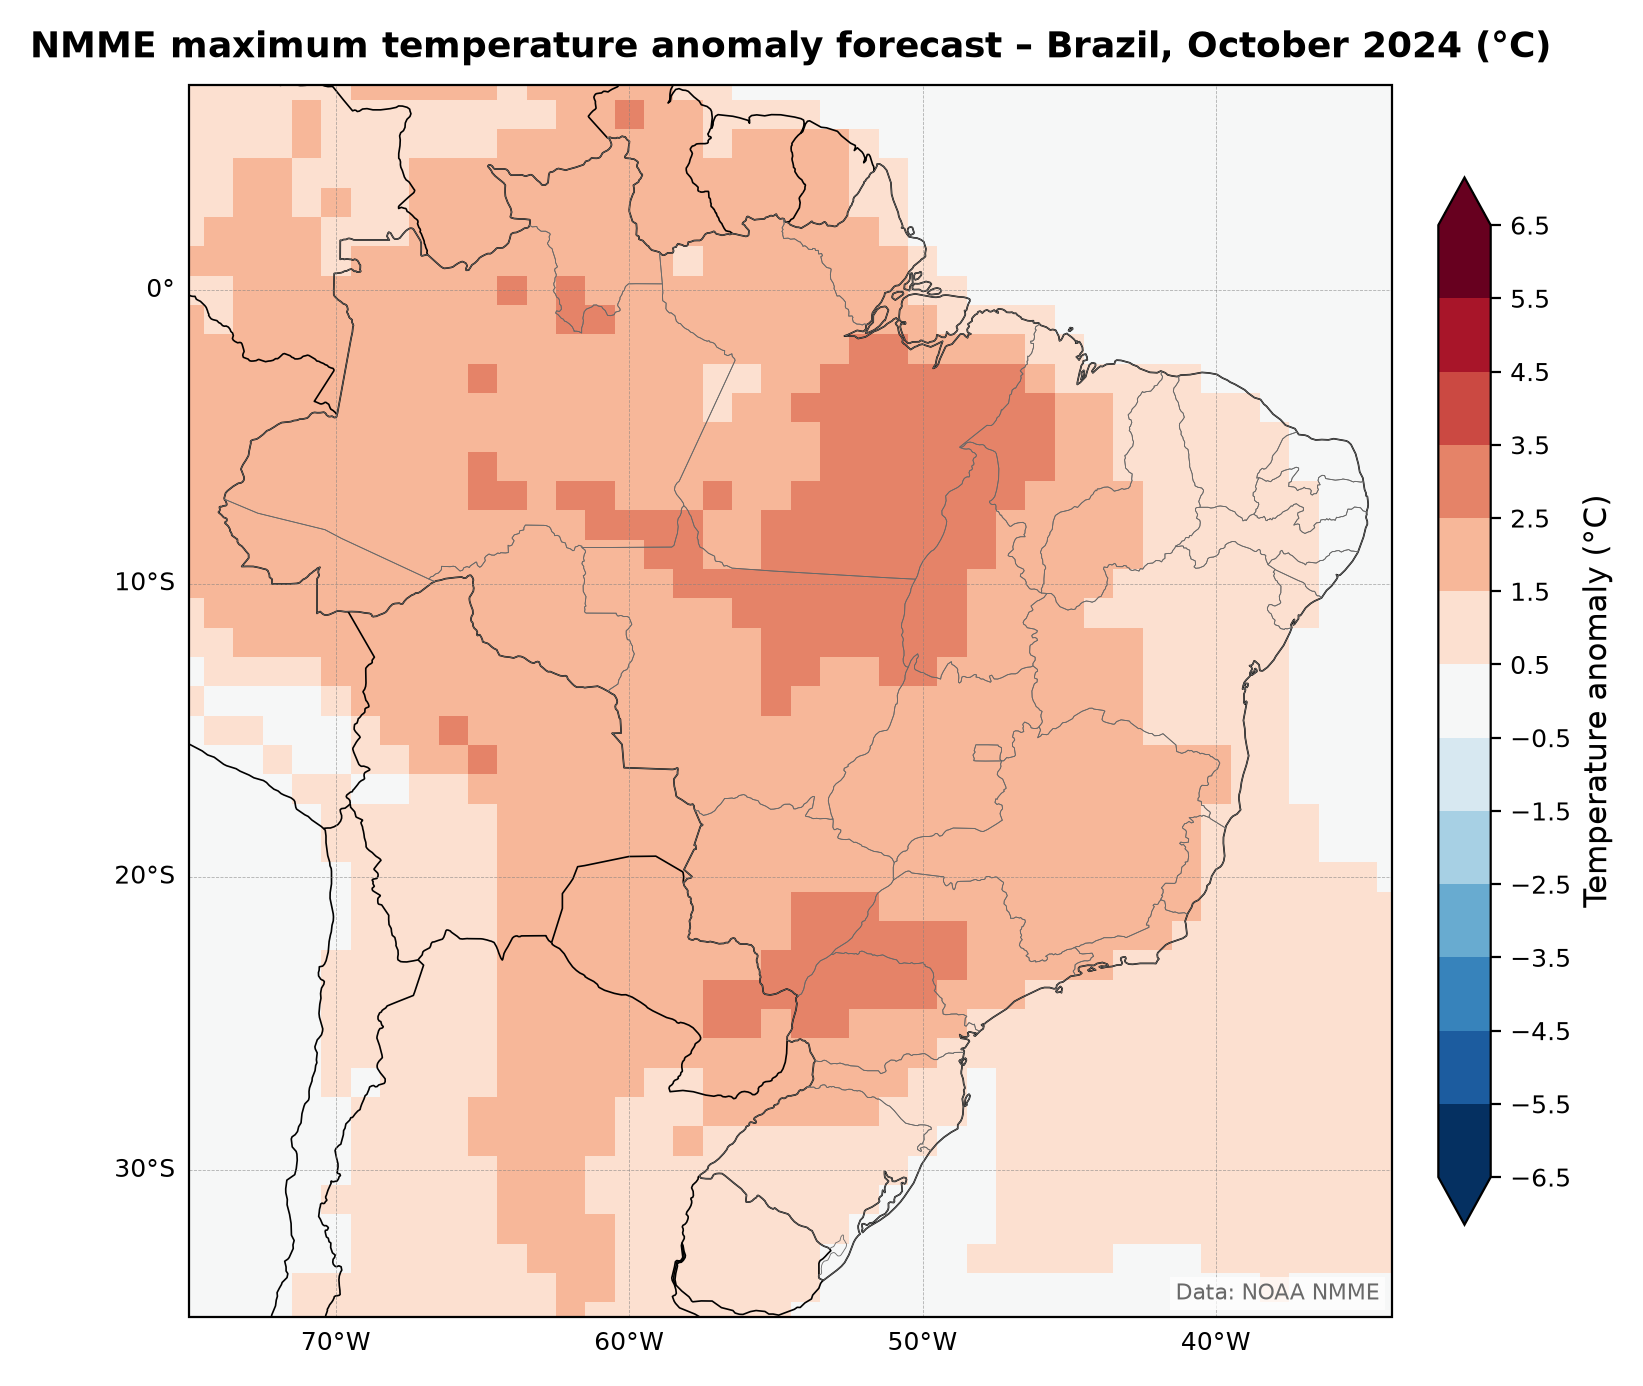 NMME maximum temperature anomaly forecast – Brazil, October 2024 (°C)
0°
10°S
20°S
30°S
70°W
60°W
50°W
40°W
6.5
5.5
4.5
3.5
2.5
1.5
0.5
−0.5
−1.5
−2.5
−3.5
−4.5
−5.5
−6.5
Temperature anomaly (°C)
Data: NOAA NMME